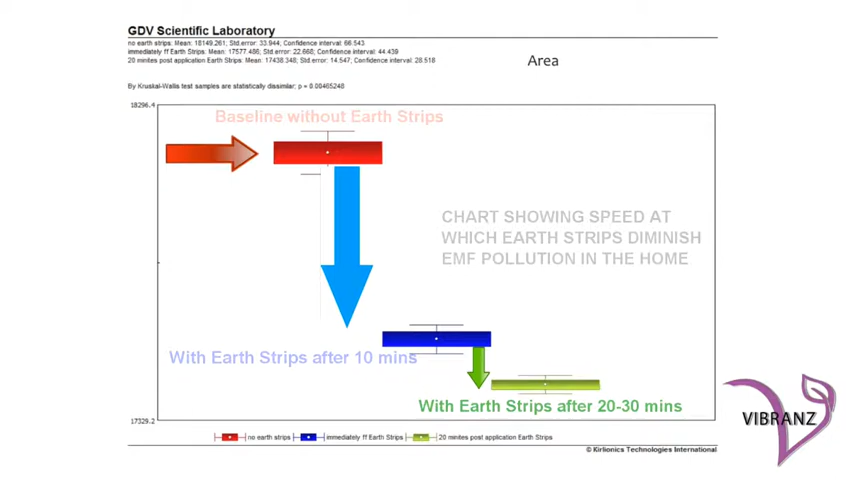 GDV Scientific Laboratory
no earth strips: Mean: 18149.261; Std.error: 33.944; Confidence interval: 66.543
immediately ff Earth Strips: Mean: 17577.486; Std.error: 22.668; Confidence interval: 44.439
20 minites post application Earth Strips: Mean: 17438.348; Std.error: 14.547; Confidence interval: 28.518
Area
By Kruskal-Wallis test samples are statistically dissimilar; p = 0.00465248
18296.4
Baseline without Earth Strips
CHART SHOWING SPEED AT
WHICH EARTH STRIPS DIMINISH
EMF POLLUTION IN THE HOME
With Earth Strips after 10 mins
With Earth Strips after 20-30 mins
17329.2
VIBRANZ
no earth strips
immediately ff Earth Strips
20 minites post application Earth Strips
© Kirlionics Technologies International